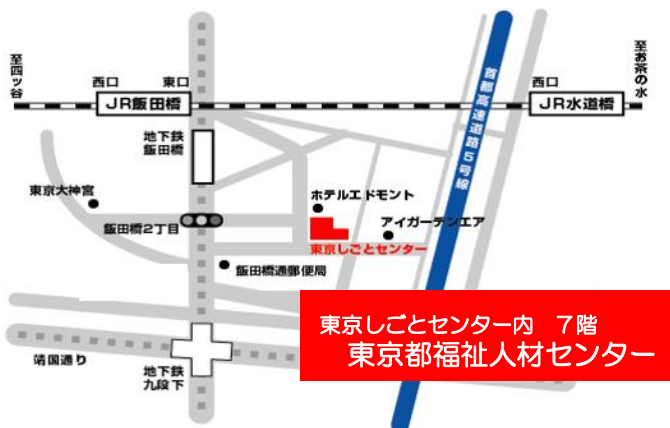 至四ッ谷
西口
東口
JR飯田橋
首都高速道路5号線
西口
JR水道橋
至お茶の水
地下鉄
飯田橋
東京大神宮
飯田橋2丁目
ホテルエドモント
アイガーデンエア
東京しごとセンター
飯田橋通郵便局
靖国通り
地下鉄
九段下
東京しごとセンター内 7階
東京都福祉人材センター